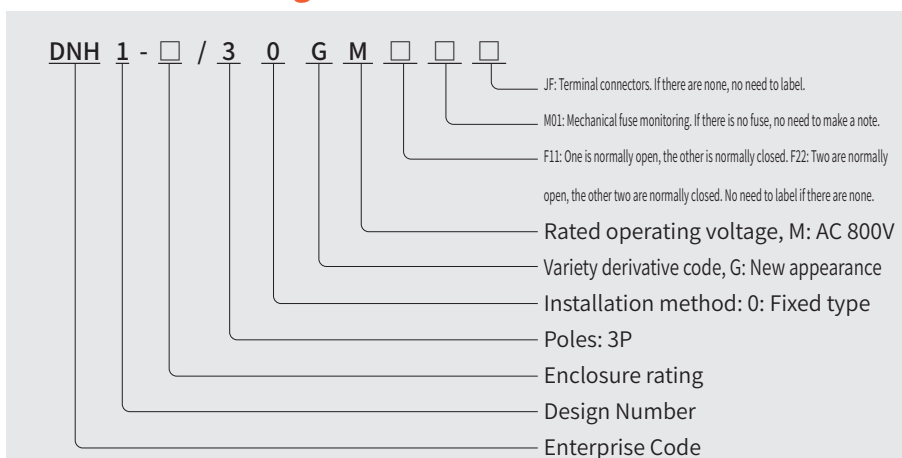 DNH 1 - □ / 3 0 G M □ □ □
JF: Terminal connectors. If there are none, no need to label.
M01: Mechanical fuse monitoring. If there is no fuse, no need to make a note.
F11: One is normally open, the other is normally closed. F22: Two are normally
open, the other two are normally closed. No need to label if there are none.
Rated operating voltage, M: AC 800V
Variety derivative code, G: New appearance
Installation method: 0: Fixed type
Poles: 3P
Enclosure rating
Design Number
Enterprise Code